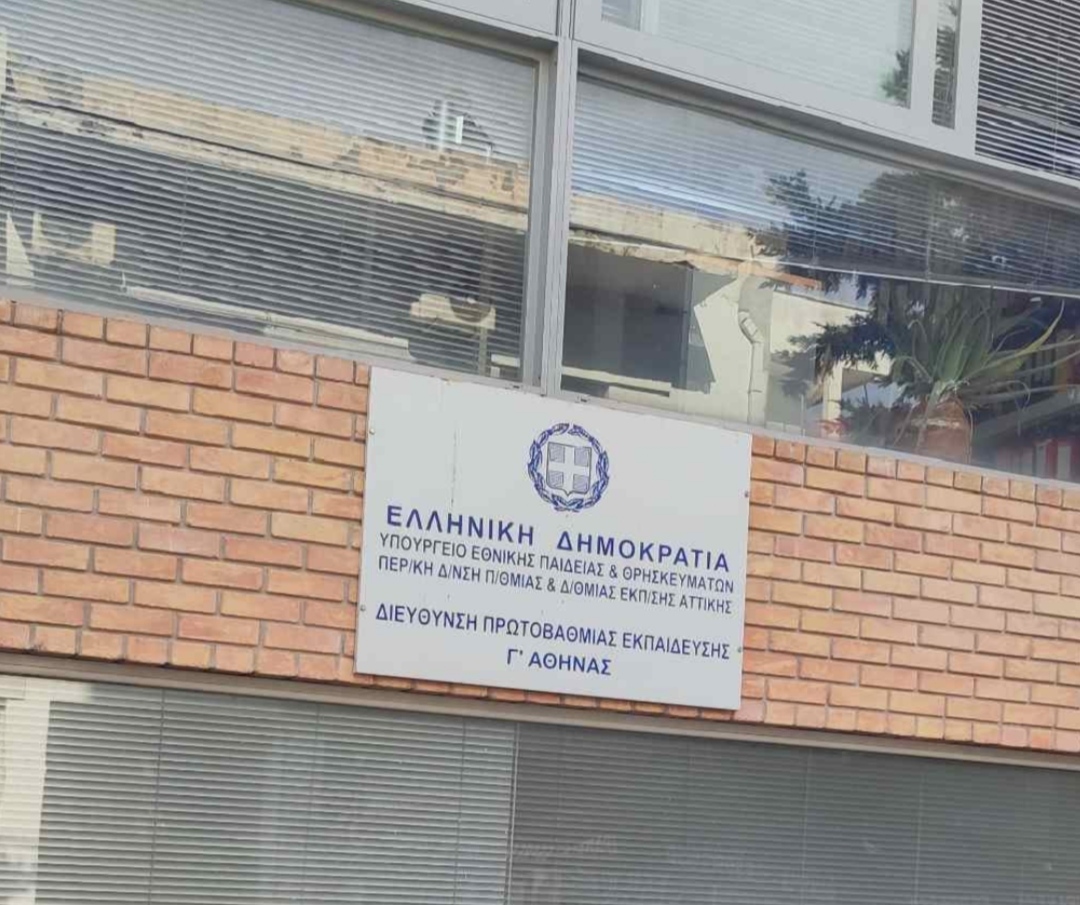 ΕΛΛΗΝΙΚΗ ΔΗΜΟΚΡΑΤΙΑ
ΥΠΟΥΡΓΕΙΟ ΕΘΝΙΚΗΣ ΠΑΙΔΕΙΑΣ & ΘΡΗΣΚΕΥΜΑΤΩΝ
ΠΕΡ/ΚΗ Δ/ΝΣΗ Π/ΘΜΙΑΣ & Δ/ΘΜΙΑΣ ΕΚΠ/ΣΗΣ ΑΤΤΙΚΗΣ
ΔΙΕΥΘΥΝΣΗ ΠΡΩΤΟΒΑΘΜΙΑΣ ΕΚΠΑΙΔΕΥΣΗΣ
Γ' ΑΘΗΝΑΣ